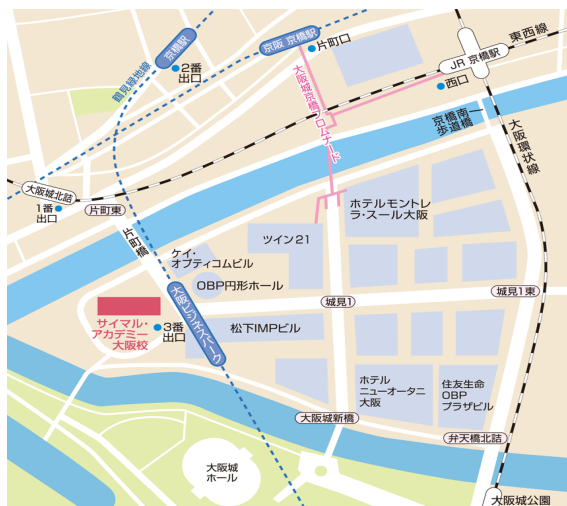 京橋駅
京阪 京橋駅
片町口
東西線
JR 京橋駅
2番
出口
西口
鶴見緑地線
大阪城京橋プロムナード
京橋南
歩道橋
大阪環状線
大阪城北詰
1番
出口
片町東
片町橋
ホテルモントレ
ラ・スール大阪
ツイン21
ケイ・
オプティコムビル
OBP円形ホール
大阪ビジネスパーク
城見1
城見1東
サイマル・
アカデミー
大阪校
3番
出口
松下IMPビル
ホテル
ニューオータニ
大阪
住友生命
OBP
プラザビル
大阪城新橋
弁天橋北詰
大阪城
ホール
大阪城公園